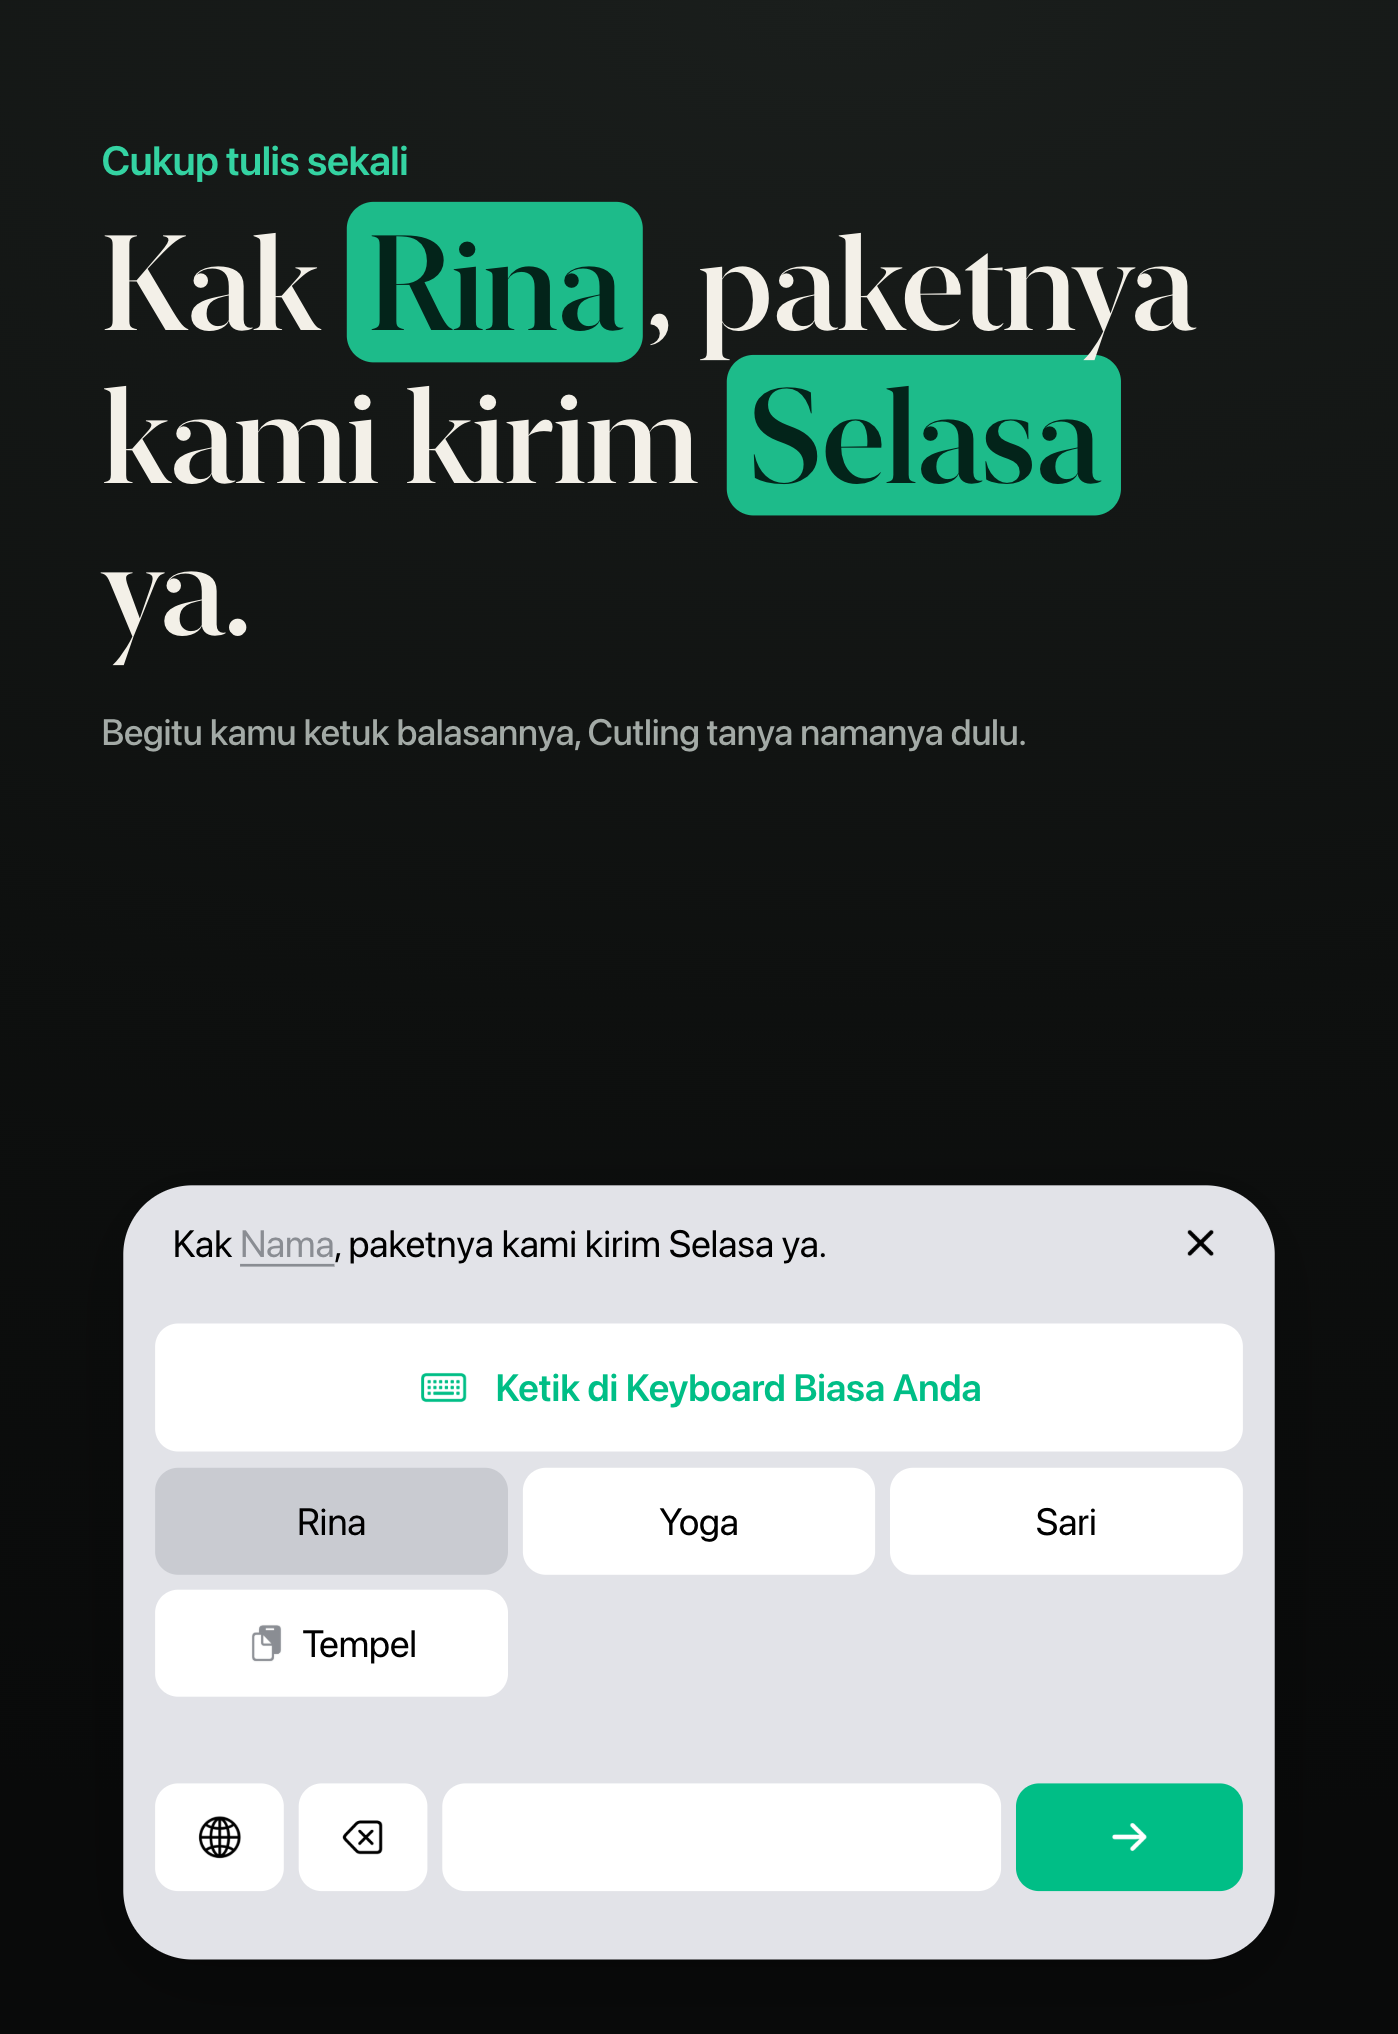 Cukup tulis sekali
Kak Rina, paketnya
kami kirim Selasa
ya.
Begitu kamu ketuk balasannya, Cutling tanya namanya dulu.
Kak Nama, paketnya kami kirim Selasa ya.
Ketik di Keyboard Biasa Anda
Rina Yoga Sari
Tempel